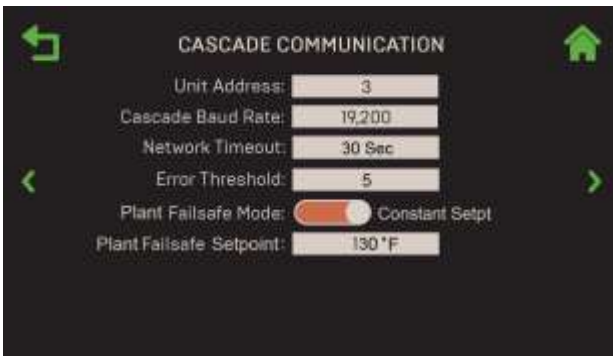 CASCADE COMMUNICATION
Unit Address: 3
Cascade Baud Rate: 19,200
Network Timeout: 30 Sec
Error Threshold: 5
Plant Failsafe Mode: Constant Setpt
Plant Failsafe Setpoint: 130°F